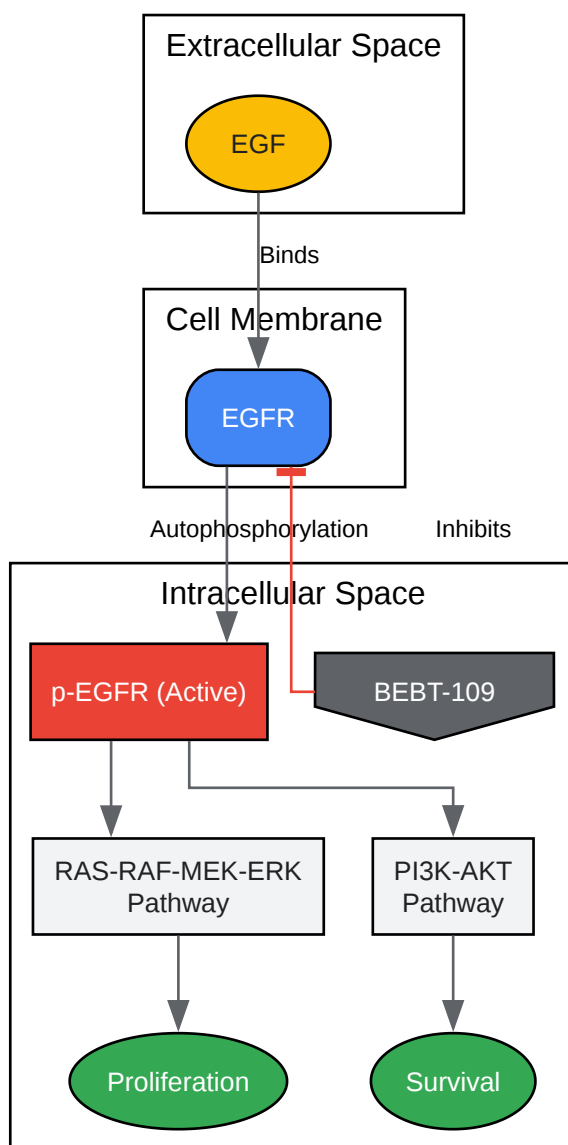 Extracellular Space
EGF
Binds
Cell Membrane
EGFR
Autophosphorylation
Inhibits
Intracellular Space
p-EGFR (Active)
BEBT-109
RAS-RAF-MEK-ERK
Pathway
PI3K-AKT
Pathway
Proliferation
Survival